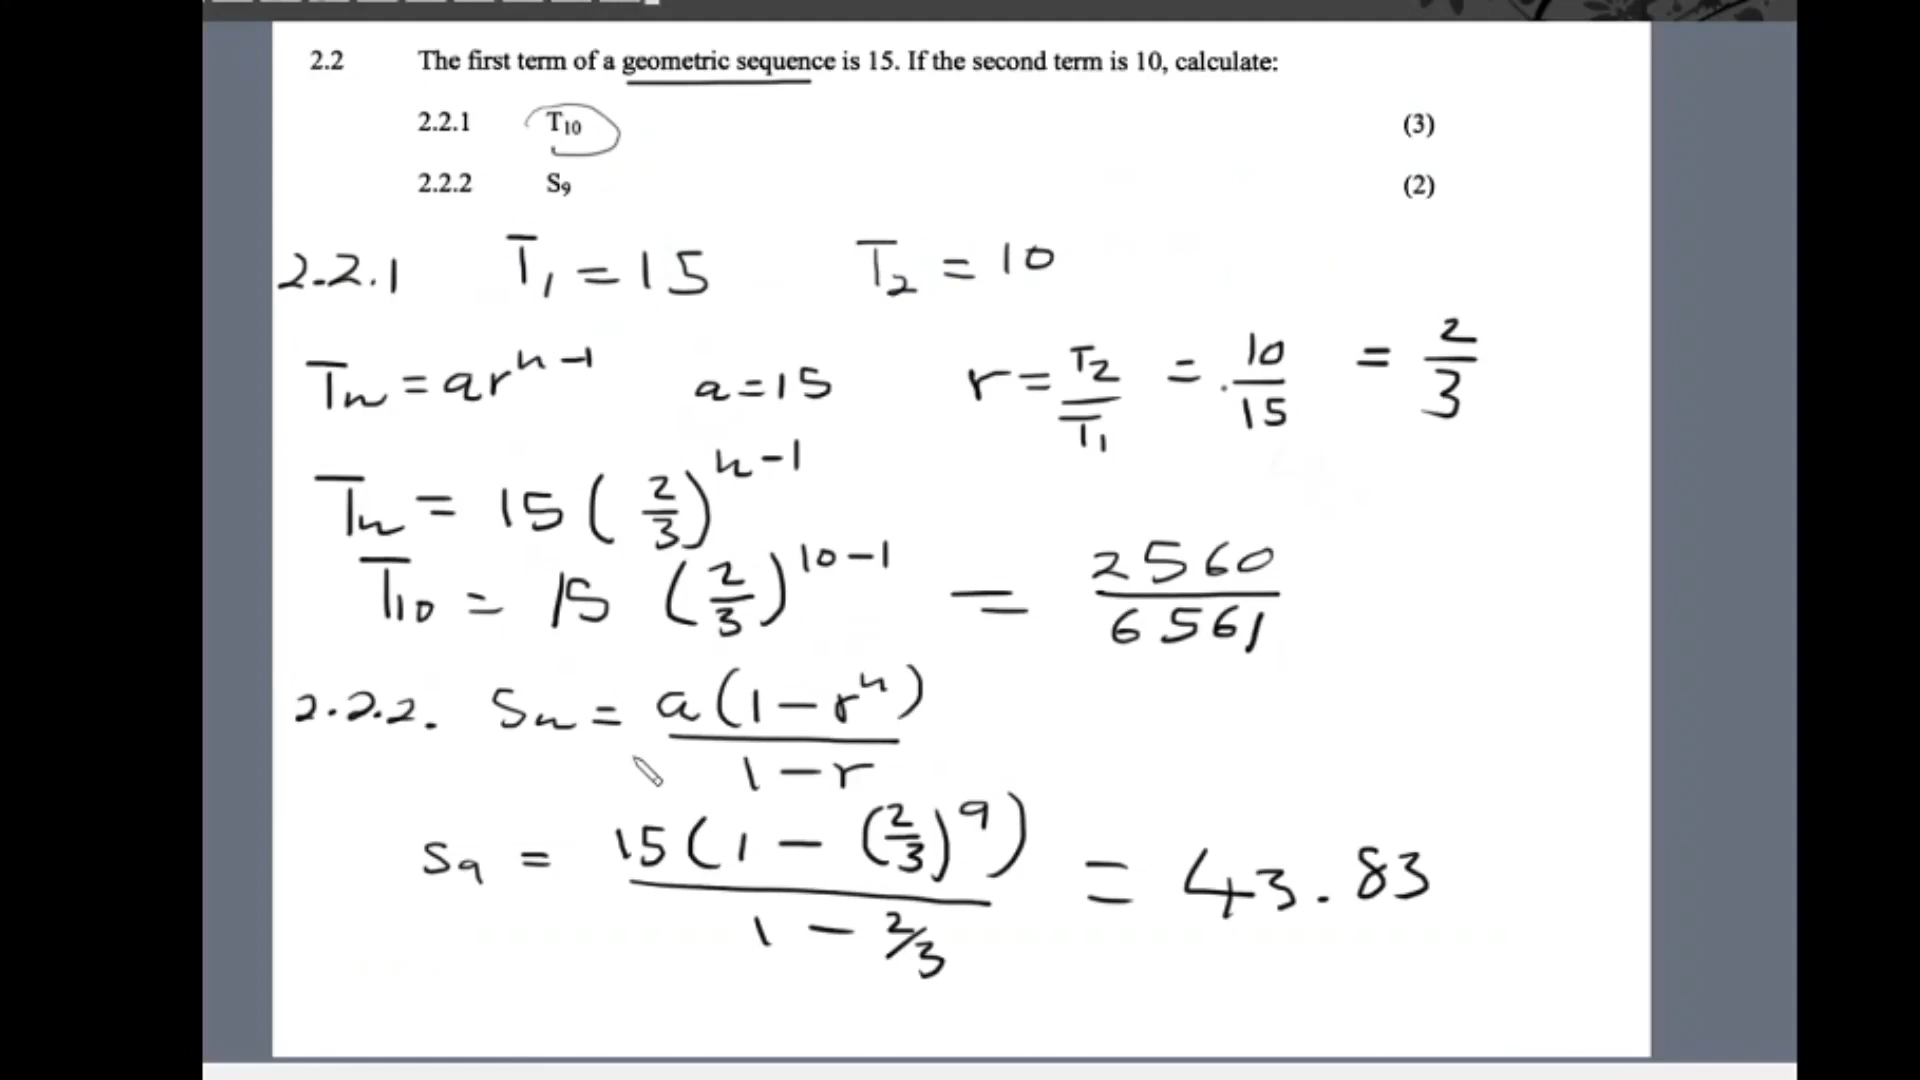 2.2 The first term of a geometric sequence is 15. If the second term is 10, calculate:
2.2.1 T₁₀ (3)
2.2.2 S₉ (2)
2.2.1 T₁ = 15 T₂ = 10
Tₙ = arⁿ⁻¹ a = 15 r = T₂/T₁ = 10/15 = 2/3
Tₙ = 15 (2/3)ⁿ⁻¹
T₁₀ = 15 (2/3)¹⁰⁻¹ = 2560/6561
2.2.2. Sₙ = a(1 − rⁿ)/1 − r
S₉ = 15(1 − (2/3)⁹)/1 − 2/3 = 43.83